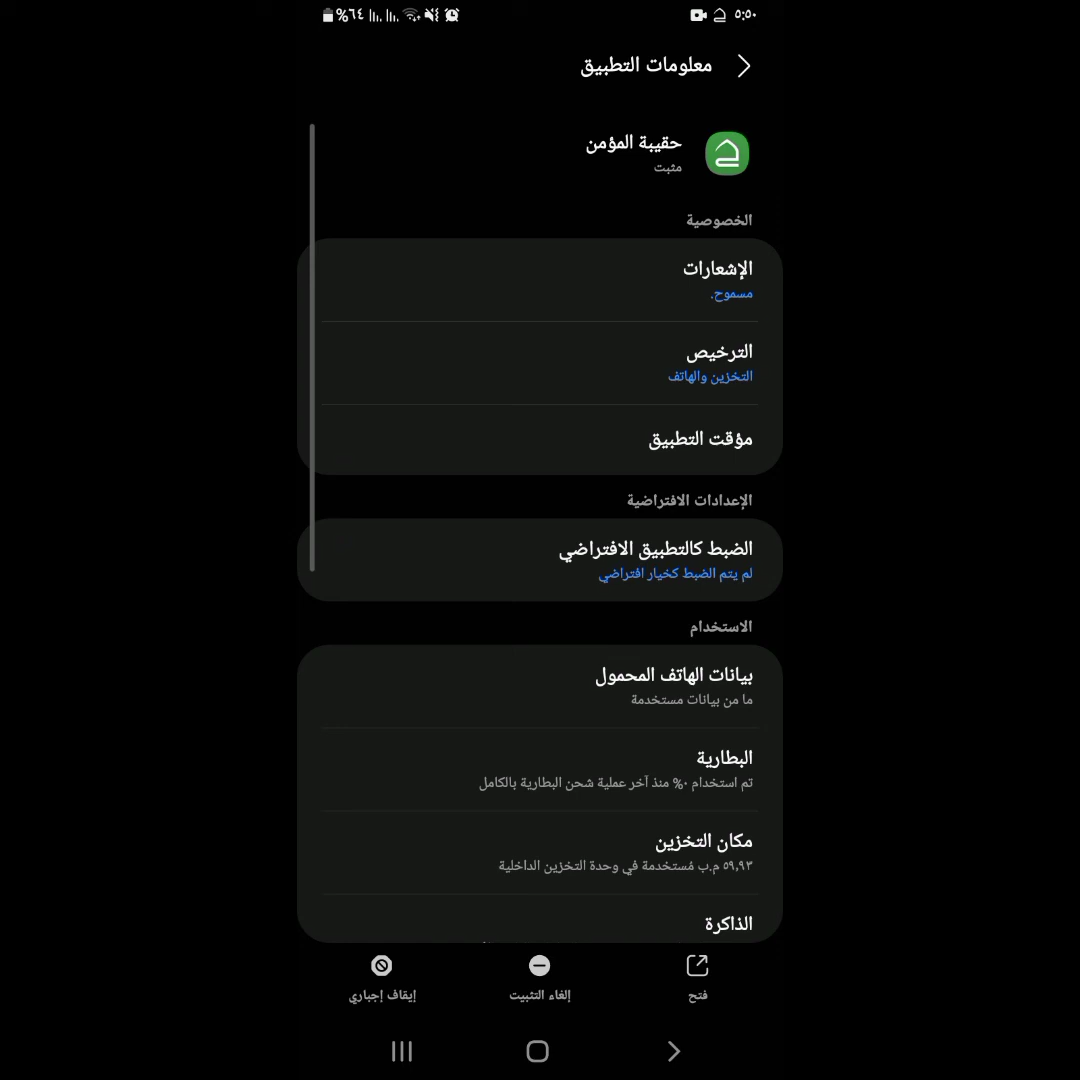 ٥:٥٠
%٦٤
معلومات التطبيق
حقيبة المؤمن
مثبت
الخصوصية
الإشعارات
مسموح.
الترخيص
التخزين والهاتف
مؤقت التطبيق
الإعدادات الافتراضية
الضبط كالتطبيق الافتراضي
لم يتم الضبط كخيار افتراضي
الاستخدام
بيانات الهاتف المحمول
ما من بيانات مستخدمة
البطارية
تم استخدام ٠% منذ آخر عملية شحن البطارية بالكامل
مكان التخزين
٥٩,٩٣ م.ب مُستخدمة في وحدة التخزين الداخلية
الذاكرة
فتح
إلغاء التثبيت
إيقاف إجباري